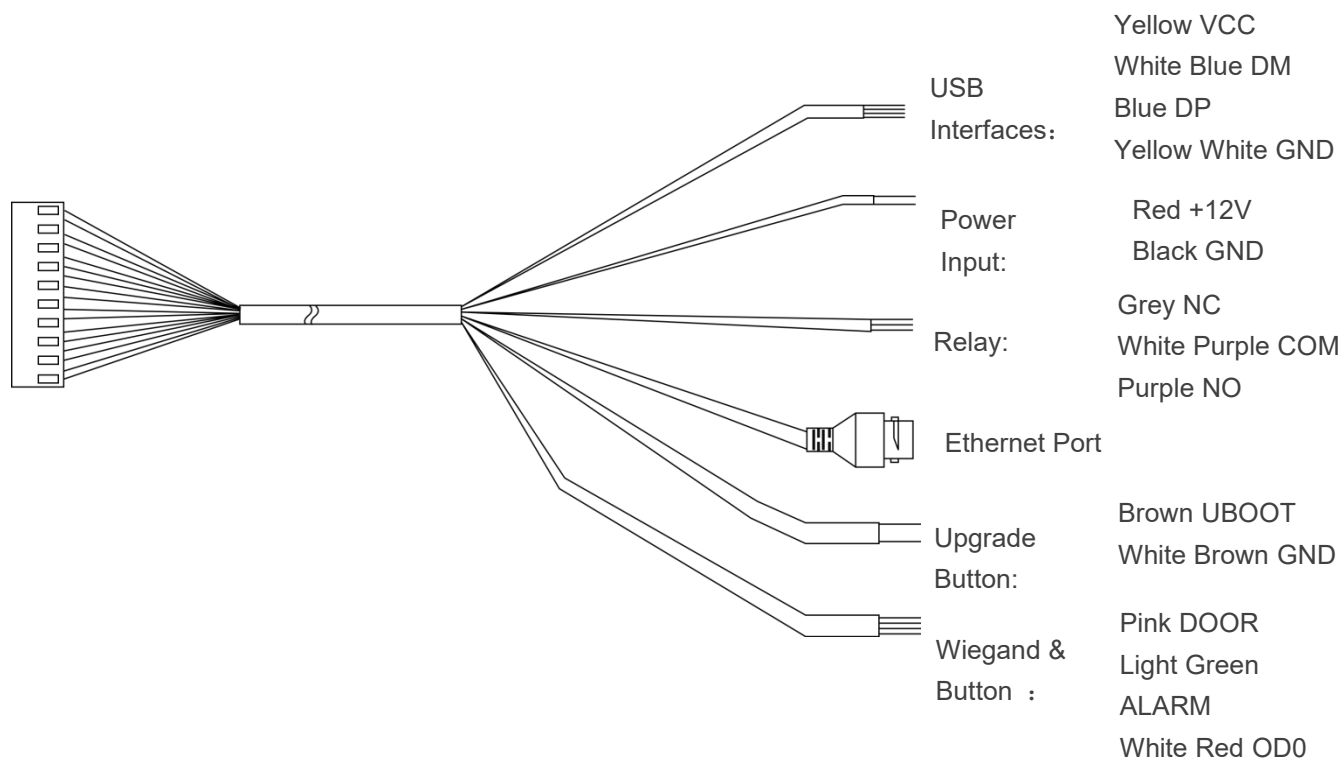 USB
Interfaces：
Yellow VCC
White Blue DM
Blue DP
Yellow White GND
Power
Input:
Red +12V
Black GND
Relay:
Grey NC
White Purple COM
Purple NO
Ethernet Port
Upgrade
Button:
Brown UBOOT
White Brown GND
Wiegand &
Button ：
Pink DOOR
Light Green
ALARM
White Red OD0